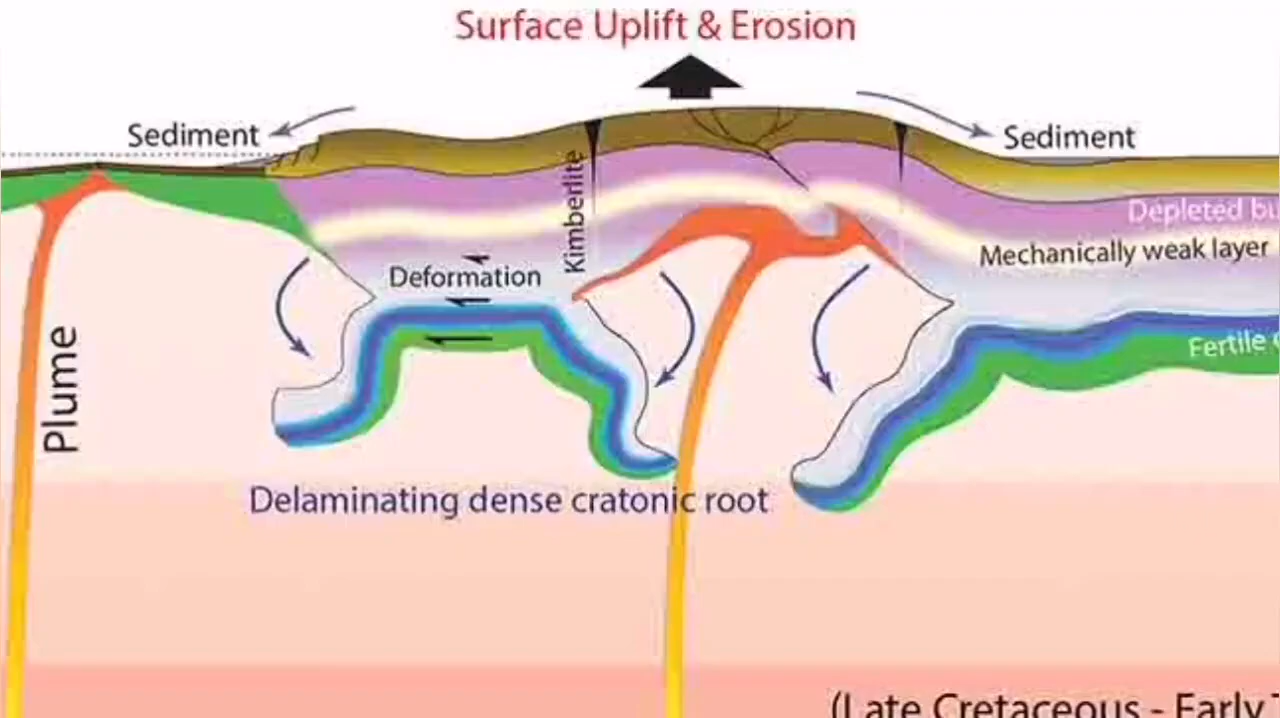 Surface Uplift & Erosion
Sediment
Sediment
Kimberlite
Depleted
Mechanically weak layer
Deformation
Plume
Fertile
Delaminating dense cratonic root
(Late Cretaceous - Early